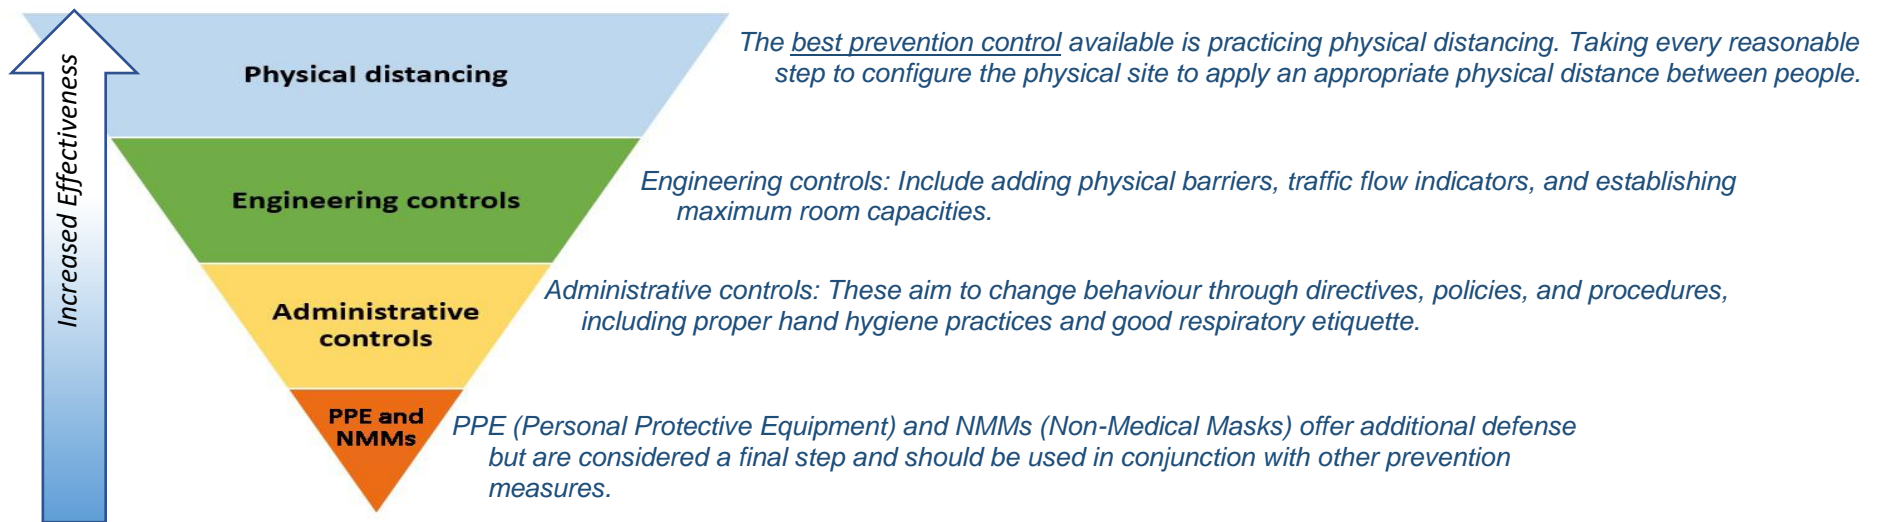 Increased Effectiveness
Physical distancing
The best prevention control available is practicing physical distancing. Taking every reasonable
step to configure the physical site to apply an appropriate physical distance between people.
Engineering controls
Engineering controls: Include adding physical barriers, traffic flow indicators, and establishing
maximum room capacities.
Administrative
controls
Administrative controls: These aim to change behaviour through directives, policies, and procedures,
including proper hand hygiene practices and good respiratory etiquette.
PPE and
NMMs
PPE (Personal Protective Equipment) and NMMs (Non-Medical Masks) offer additional defense
but are considered a final step and should be used in conjunction with other prevention
measures.